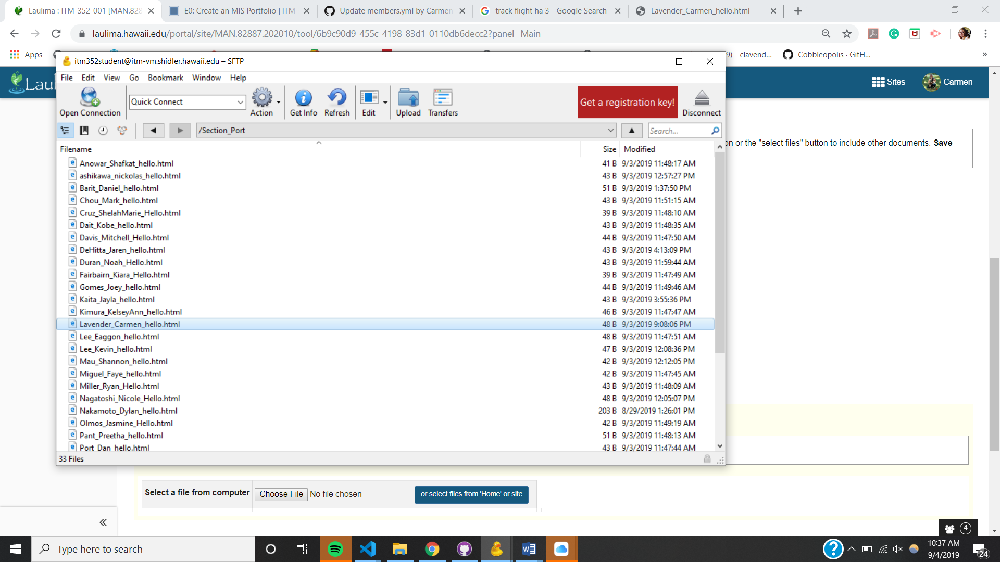 Laulima : ITM-352-001 [MAN.828
E0: Create an MIS Portfolio | ITM
Update members.yml by Carmen
track flight ha 3 - Google Search
Lavender_Carmen_hello.html
laulima.hawaii.edu/portal/site/MAN.82887.202010/tool/6b9c90d9-455c-4198-83d1-0110db6decc2?panel=Main
Apps
9) - clavend...
Cobbleopolis · GitH...
»
itm352student@itm-vm.shidler.hawaii.edu – SFTP
Laul
Sites
Carmen
File Edit View Go Bookmark Window Help
Open Connection
Quick Connect
Action
Get Info
Refresh
Edit
Upload
Transfers
Get a registration key!
Disconnect
/Section_Port
Search...
on or the "select files" button to include other documents. Save
Filename Size Modified
Anowar_Shafkat_hello.html 41 B 9/3/2019 11:48:17 AM
ashikawa_nickolas_hello.html 43 B 9/3/2019 12:57:27 PM
Barit_Daniel_hello.html 51 B 9/3/2019 1:37:50 PM
Chou_Mark_hello.html 43 B 9/3/2019 11:51:15 AM
Cruz_ShelahMarie_Hello.html 39 B 9/3/2019 11:48:10 AM
Dait_Kobe_hello.html 43 B 9/3/2019 11:48:35 AM
Davis_Mitchell_Hello.html 44 B 9/3/2019 11:47:50 AM
DeHitta_Jaren_hello.html 43 B 9/3/2019 4:13:09 PM
Duran_Noah_Hello.html 43 B 9/3/2019 11:59:44 AM
Fairbairn_Kiara_Hello.html 39 B 9/3/2019 11:47:49 AM
Gomes_Joey_hello.html 44 B 9/3/2019 11:49:46 AM
Kaita_Jayla_hello.html 43 B 9/3/2019 3:55:36 PM
Kimura_KelseyAnn_hello.html 46 B 9/3/2019 11:47:47 AM
Lavender_Carmen_hello.html 48 B 9/3/2019 9:08:06 PM
Lee_Eaggon_hello.html 48 B 9/3/2019 11:47:51 AM
Lee_Kevin_hello.html 47 B 9/3/2019 12:08:36 PM
Mau_Shannon_hello.html 42 B 9/3/2019 12:12:05 PM
Miguel_Faye_hello.html 42 B 9/3/2019 11:47:45 AM
Miller_Ryan_Hello.html 43 B 9/3/2019 11:48:09 AM
Nagatoshi_Nicole_Hello.html 48 B 9/3/2019 12:05:07 PM
Nakamoto_Dylan_hello.html 203 B 8/29/2019 1:26:01 PM
Olmos_Jasmine_Hello.html 42 B 9/3/2019 11:49:19 AM
Pant_Preetha_hello.html 51 B 9/3/2019 11:48:13 AM
Port_Dan_hello.html 43 B 9/3/2019 11:47:44 AM
33 Files
Select a file from computer
Choose File No file chosen
or select files from 'Home' or site
«
4
Type here to search
10:37 AM
9/4/2019
24